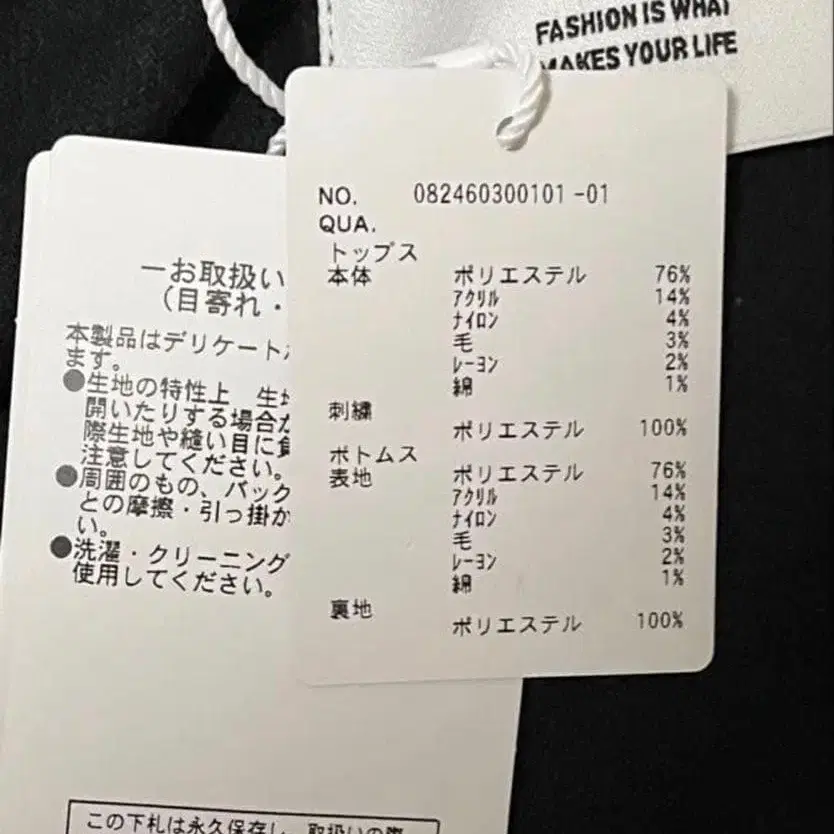 FASHION IS WHAT
MAKES YOUR LIFE
NO. 082460300101-01
QUA.
トップス
本体 ポリエステル 76%
アクリル 14%
ナイロン 4%
毛 3%
レーヨン 2%
綿 1%
刺繍
ポリエステル 100%
ボトムス
表地 ポリエステル 76%
アクリル 14%
ナイロン 4%
毛 3%
レーヨン 2%
綿 1%
裏地
ポリエステル 100%
ーお取扱い
(目寄れ・
本製品はデリケート
ます。
●生地の特性上 生地
開いたりする場合が
際生地や縫い目に負
注意してください。
●周囲のもの、バック
との摩擦・引っ掛か
い。
●洗濯・クリーニング
使用してください。
この下札は永久保存し、取扱いの際